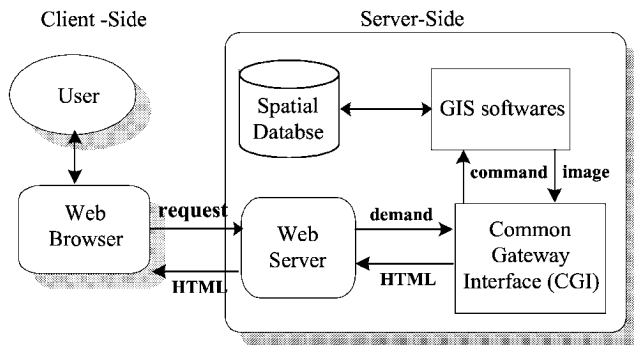 Client -Side
Server-Side
User
Spatial
Databse
GIS softwares
command
image
Web
Browser
request
HTML
Web
Server
demand
HTML
Common
Gateway
Interface (CGI)